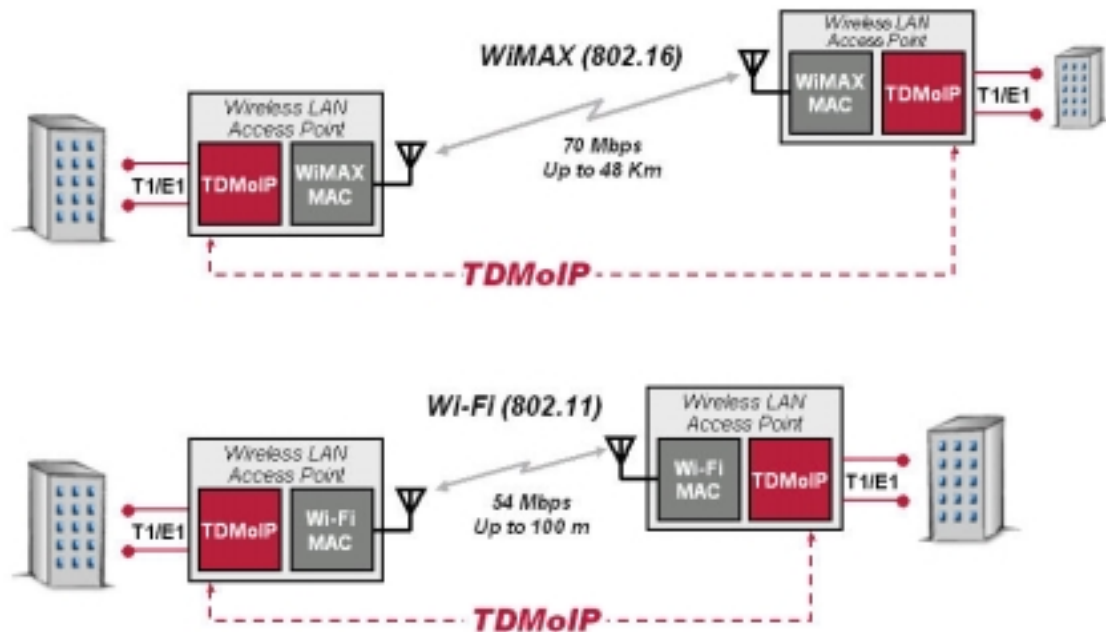 Wireless LAN
Access Point
WiMAX (802.16)
WiMAX
MAC
TDMoIP
T1/E1
70 Mbps
Up to 48 Km
Wireless LAN
Access Point
T1/E1
TDMoIP
WiMAX
MAC
TDMoIP
Wi-Fi (802.11)
Wireless LAN
Access Point
Wi-Fi
MAC
TDMoIP
T1/E1
54 Mbps
Up to 100 m
Wireless LAN
Access Point
T1/E1
TDMoIP
Wi-Fi
MAC
TDMoIP